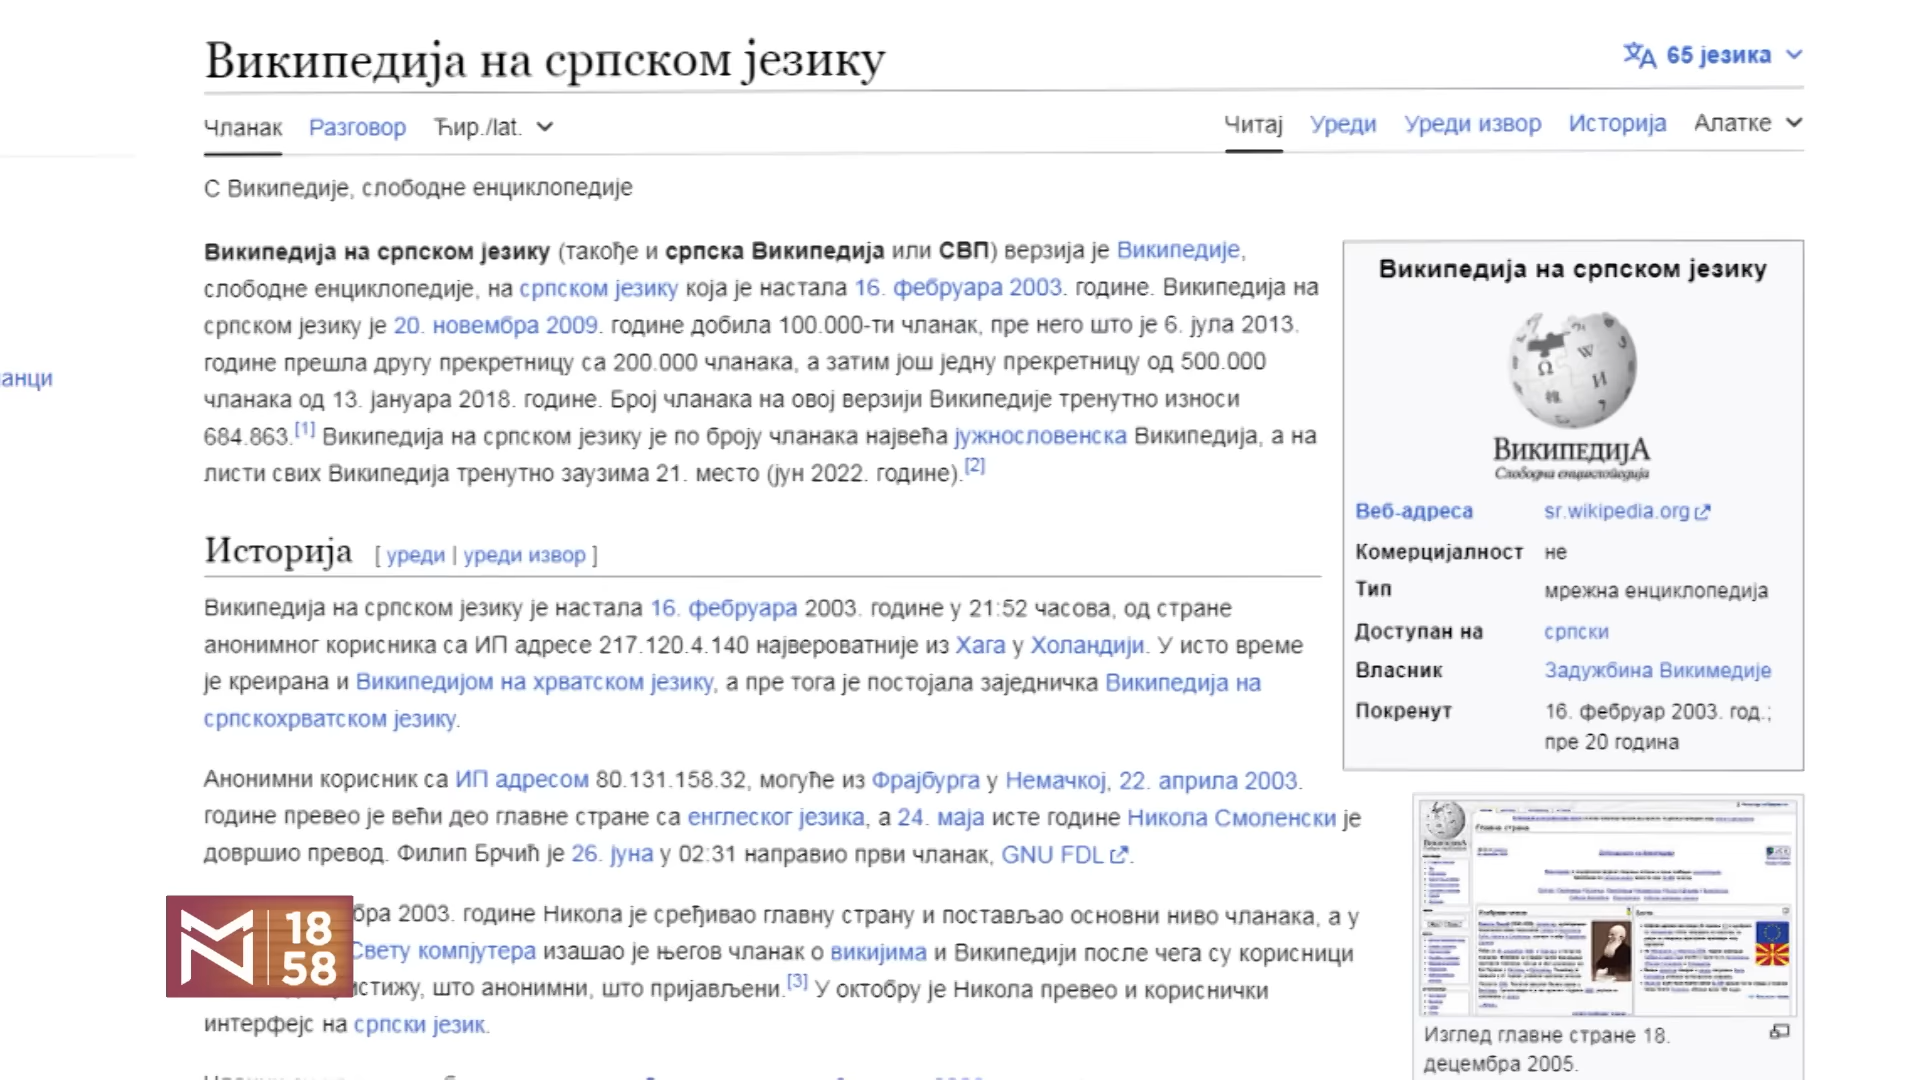 Википедија на српском језику
65 језика
Чланак Разговор Ћир./lat.
Читај Уреди Уреди извор Историја Алатке
С Википедије, слободне енциклопедије
Википедија на српском језику (такође и српска Википедија или СВП) верзија је Википедије,
слободне енциклопедије, на српском језику која је настала 16. фебруара 2003. године. Википедија на
српском језику је 20. новембра 2009. године добила 100.000-ти чланак, пре него што је 6. јула 2013.
године прешла другу прекретницу са 200.000 чланака, а затим још једну прекретницу од 500.000
чланака од 13. јануара 2018. године. Број чланака на овој верзији Википедије тренутно износи
684.863.[1] Википедија на српском језику је по броју чланака највећа јужнословенска Википедија, а на
листи свих Википедија тренутно заузима 21. место (јун 2022. године).[2]
анци
Историја [ уреди | уреди извор ]
Википедија на српском језику је настала 16. фебруара 2003. године у 21:52 часова, од стране
анонимног корисника са ИП адресе 217.120.4.140 највероватније из Хага у Холандији. У исто време
је креирана и Википедијом на хрватском језику, а пре тога је постојала заједничка Википедија на
српскохрватском језику.
Анонимни корисник са ИП адресом 80.131.158.32, могуће из Фрајбурга у Немачкој, 22. априла 2003.
године превео је већи део главне стране са енглеског језика, а 24. маја исте године Никола Смоленски је
довршио превод. Филип Брчић је 26. јуна у 02:31 направио први чланак, GNU FDL.
бра 2003. године Никола је сређивао главну страну и постављао основни ниво чланака, а у
Свету компјутера изашао је његов чланак о викијима и Википедији после чега су корисници
истижу, што анонимни, што пријављени.[3] У октобру је Никола превео и кориснички
интерфејс на српски језик.
Википедија на српском језику
ВикипедијА
Слободна енциклопедија
Веб-адреса sr.wikipedia.org
Комерцијалност не
Тип мрежна енциклопедија
Доступан на српски
Власник Задужбина Викимедије
Покренут 16. фебруар 2003. год.;
пре 20 година
Главна страна
Изглед главне стране 18.
децембра 2005.
18
58